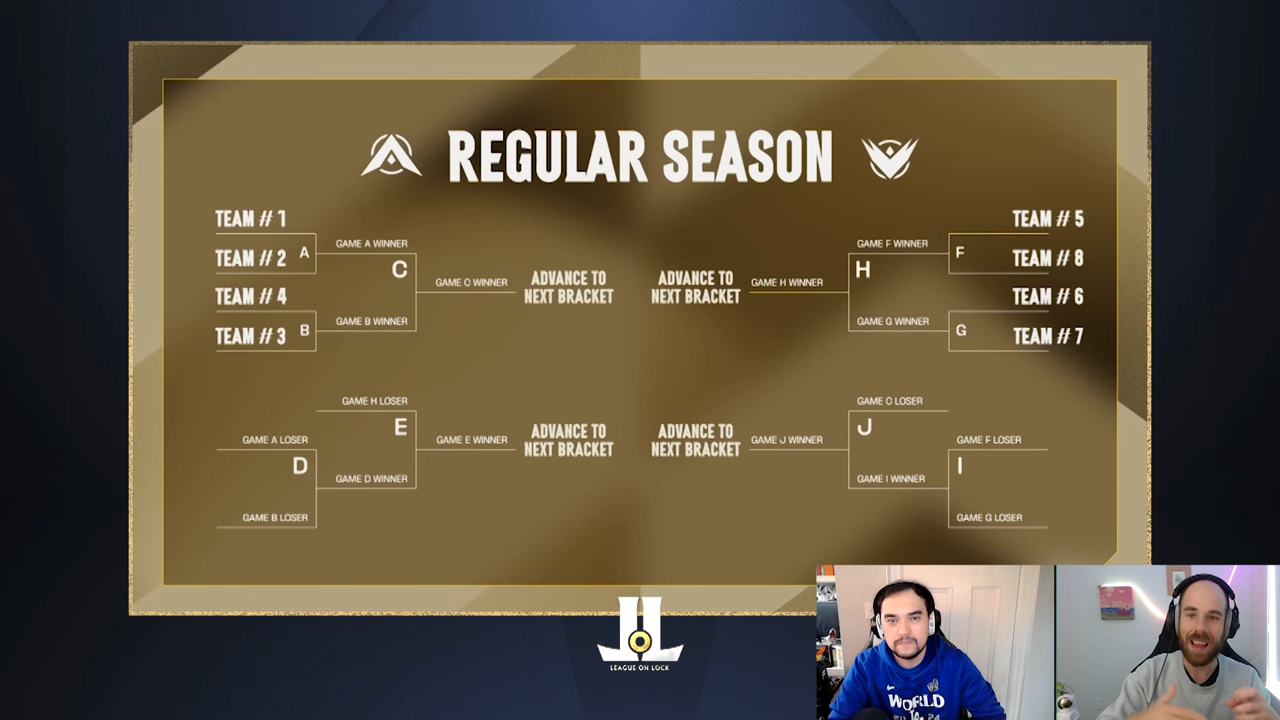 REGULAR SEASON
TEAM # 1
TEAM # 2
A
GAME A WINNER
C
TEAM # 4
TEAM # 3
B
GAME B WINNER
GAME C WINNER
ADVANCE TO
NEXT BRACKET
ADVANCE TO
NEXT BRACKET
GAME H WINNER
GAME F WINNER
H
GAME G WINNER
F
TEAM # 5
TEAM # 8
G
TEAM # 6
TEAM # 7
GAME A LOSER
D
GAME B LOSER
GAME H LOSER
E
GAME D WINNER
GAME E WINNER
ADVANCE TO
NEXT BRACKET
ADVANCE TO
NEXT BRACKET
GAME J WINNER
GAME C LOSER
J
GAME I WINNER
GAME F LOSER
I
GAME G LOSER
LEAGUE ON LOCK
WORLD